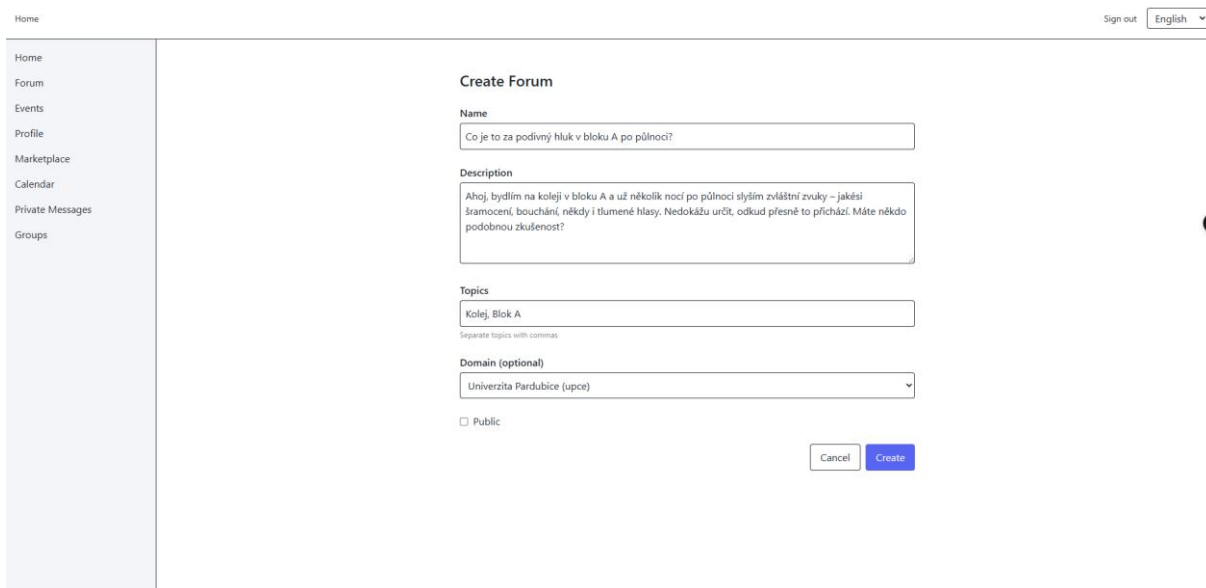 Home
Sign out
English
Home
Forum
Events
Profile
Marketplace
Calendar
Private Messages
Groups
Create Forum
Name
Co je to za podivný hluk v bloku A po půlnoci?
Description
Ahoj, bydlím na koleji v bloku A a už několik nocí po půlnoci slyším zvláštní zvuky – jakési
šramocení, bouchání, někdy i tlumené hlasy. Nedokážu určit, odkud přesně to přichází. Máte někdo
podobnou zkušenost?
Topics
Kolej, Blok A
Separate topics with commas
Domain (optional)
Univerzita Pardubice (upce)
Public
Cancel
Create